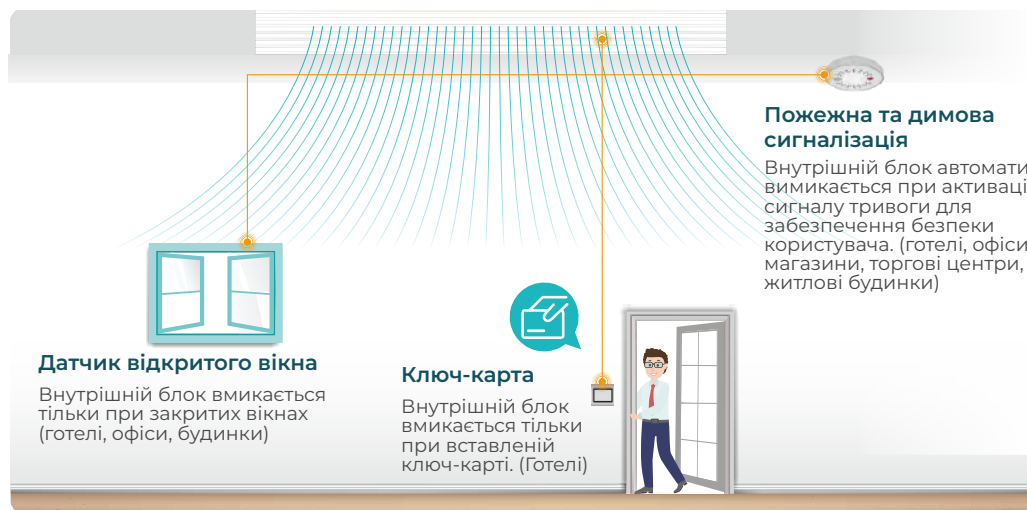 Пожежна та димова
сигналізація
Внутрішній блок автомати
вимикається при активаці
сигналу тривоги для
забезпечення безпеки
користувача. (готелі, офіси
магазини, торгові центри,
житлові будинки)
Датчик відкритого вікна
Внутрішній блок вмикається
тільки при закритих вікнах
(готелі, офіси, будинки)
Ключ-карта
Внутрішній блок
вмикається тільки
при вставленій
ключ-карті. (Готелі)